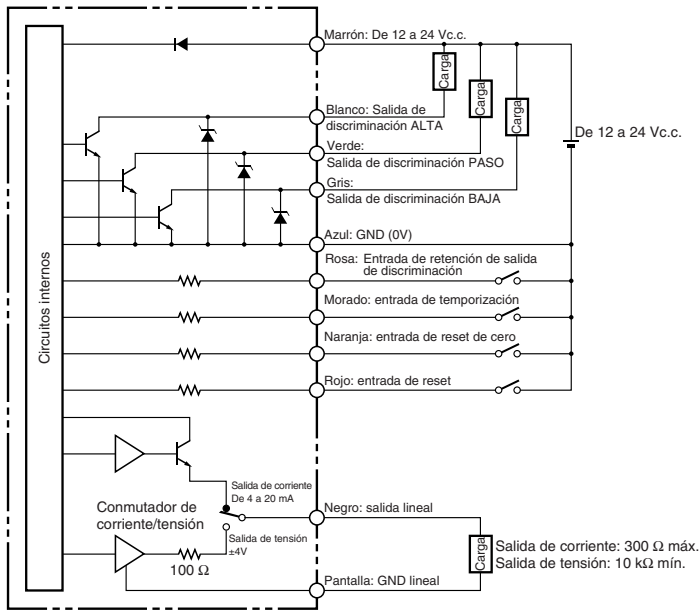 Marrón: De 12 a 24 Vc.c.
Carga
Carga
Carga
Blanco: Salida de
discriminación ALTA
De 12 a 24 Vc.c.
Verde:
Salida de discriminación PASO
Gris:
Salida de discriminación BAJA
Azul: GND (0V)
Rosa: Entrada de retención de salida
de discriminación
Morado: entrada de temporización
Naranja: entrada de reset de cero
Rojo: entrada de reset
Circuitos internos
Salida de corriente
De 4 a 20 mA
Conmutador de
corriente/tensión
Negro: salida lineal
Salida de tensión
±4V
100 Ω
Carga
Salida de corriente: 300 Ω máx.
Salida de tensión: 10 kΩ mín.
Pantalla: GND lineal